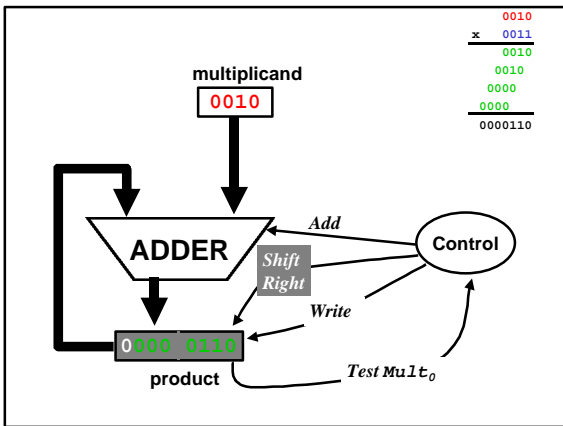 0010
x 0011
0010
0010
0000
0000
0000110
multiplicand
0010
ADDER
Add
Control
Shift
Right
Write
0000 0110
product
Test Mult0